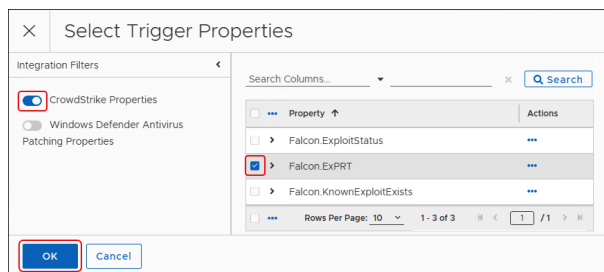 Select Trigger Properties
Integration Filters
CrowdStrike Properties
Windows Defender Antivirus
Patching Properties
Search Columns...
Search
Property
Actions
Falcon.ExploitStatus
Falcon.ExPRT
Falcon.KnownExploitExists
Rows Per Page: 10 1 - 3 of 3 1 / 1
OK Cancel